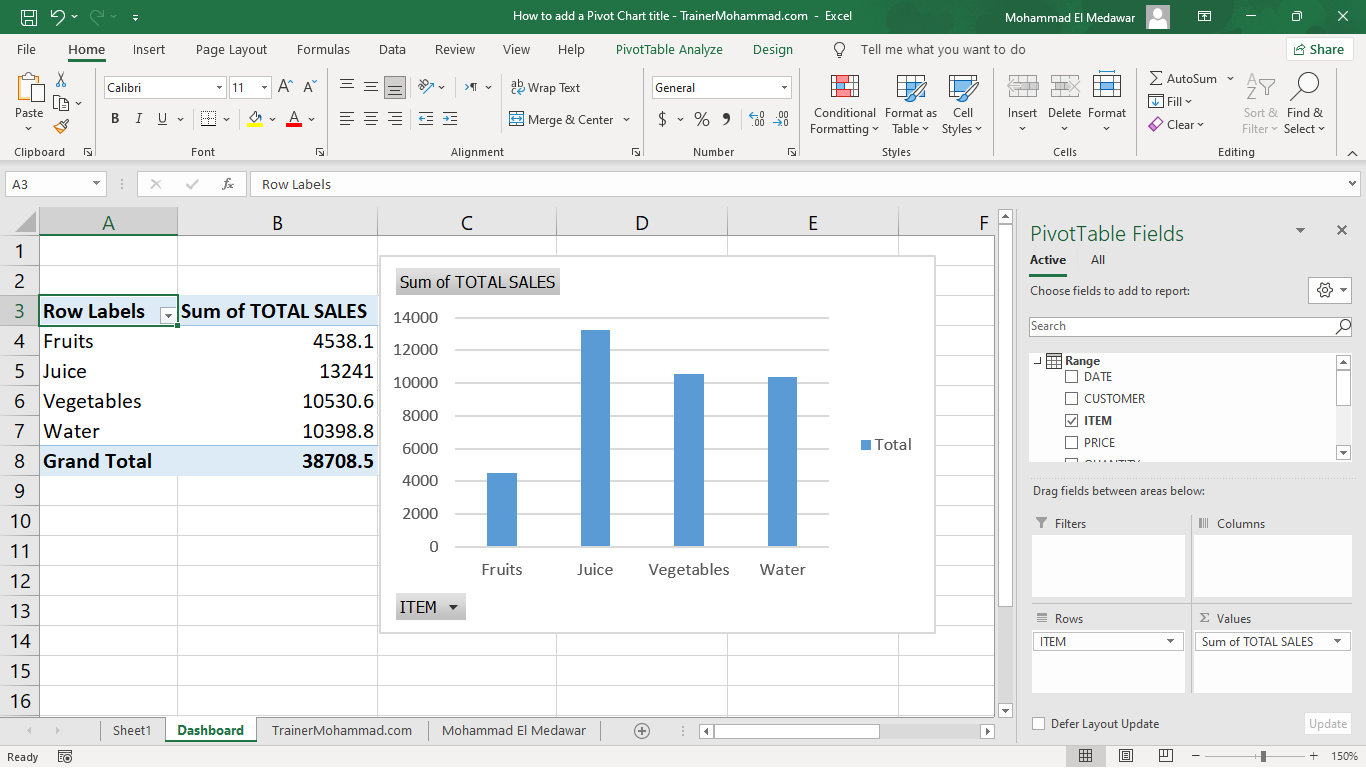 How to add a Pivot Chart title - TrainerMohammad.com - Excel
Mohammad El Medawar
File Home Insert Page Layout Formulas Data Review View Help PivotTable Analyze Design Tell me what you want to do Share
Paste
Clipboard
Calibri 11
B I U A
Font
ab Wrap Text
Merge & Center
Alignment
General
$ % 9
Number
Conditional Formatting
Format as Table
Cell Styles
Styles
Insert Delete Format
Cells
AutoSum
Fill
Clear
Sort & Filter
Find & Select
Editing
A3 fx Row Labels
A B C D E F
1
2
3 Row Labels Sum of TOTAL SALES
4 Fruits 4538.1
5 Juice 13241
6 Vegetables 10530.6
7 Water 10398.8
8 Grand Total 38708.5
9
10
11
12
13
14
15
16
Sum of TOTAL SALES
14000
12000
10000
8000
6000
4000
2000
0
Fruits Juice Vegetables Water
Total
ITEM
PivotTable Fields
Active All
Choose fields to add to report:
Search
Range
DATE
CUSTOMER
ITEM
PRICE
Drag fields between areas below:
Filters Columns
Rows Σ Values
ITEM Sum of TOTAL SALES
Defer Layout Update Update
Sheet1 Dashboard TrainerMohammad.com Mohammad El Medawar
Ready 150%